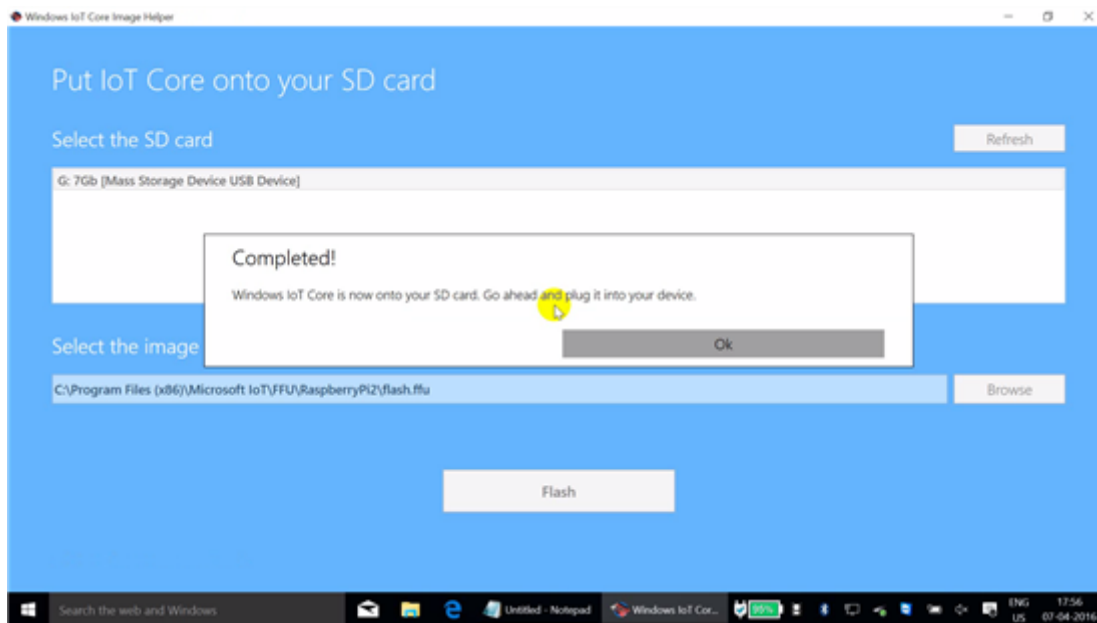 Windows IoT Core Image Helper
Put IoT Core onto your SD card
Select the SD card
Refresh
G: 7Gb [Mass Storage Device USB Device]
Completed!
Windows IoT Core is now onto your SD card. Go ahead and plug it into your device.
Ok
Select the image
C:\Program Files (x86)\Microsoft IoT\FFU\RaspberryPi2\flash.ffu
Browse
Flash
Search the web and Windows
Untitled - Notepad
Windows IoT Cor...
95%
ENG
US
17:56
07-04-2016